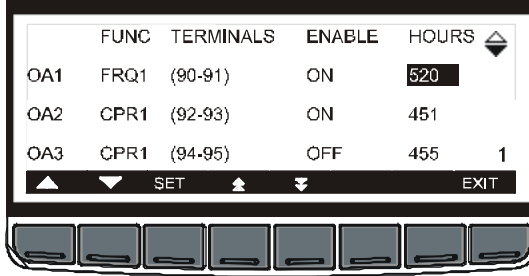 FUNC TERMINALS ENABLE HOURS
OA1 FRQ1 (90-91) ON 520
OA2 CPR1 (92-93) ON 451
OA3 CPR1 (94-95) OFF 455 1
SET EXIT